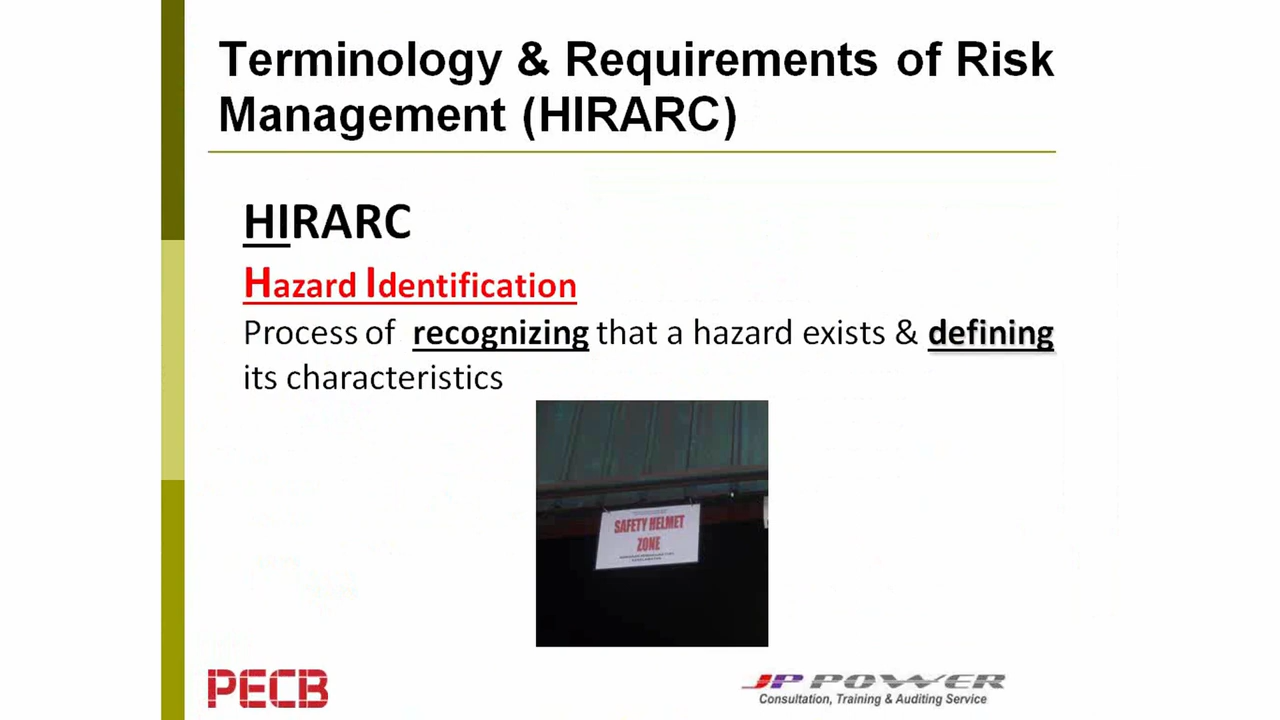 Terminology & Requirements of Risk
Management (HIRARC)
HIRARC
Hazard Identification
Process of recognizing that a hazard exists & defining
its characteristics
SAFETY HELMET
ZONE
PECB
JP POWER
Consultation, Training & Auditing Service